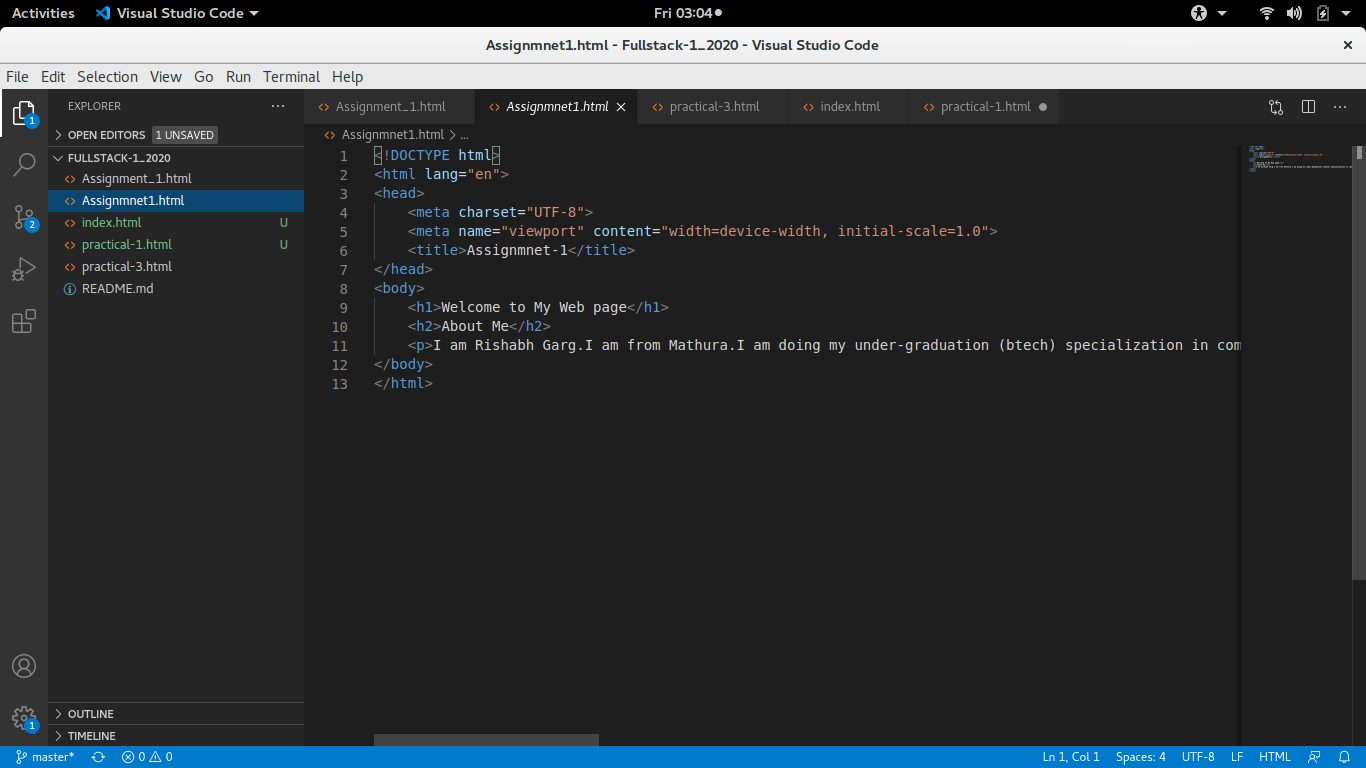 Activities Visual Studio Code Fri 03:04
Assignmnet1.html - Fullstack-1_2020 - Visual Studio Code ×
File Edit Selection View Go Run Terminal Help
EXPLORER ...
OPEN EDITORS 1 UNSAVED
FULLSTACK-1_2020
Assignment_1.html
Assignmnet1.html
index.html U
practical-1.html U
practical-3.html
README.md
OUTLINE
TIMELINE
1
2
1
Assignment_1.html Assignmnet1.html × practical-3.html index.html practical-1.html ● ...
Assignmnet1.html > ...
1 <!DOCTYPE html>
2 <html lang="en">
3 <head>
4     <meta charset="UTF-8">
5     <meta name="viewport" content="width=device-width, initial-scale=1.0">
6     <title>Assignmnet-1</title>
7 </head>
8 <body>
9     <h1>Welcome to My Web page</h1>
10     <h2>About Me</h2>
11     <p>I am Rishabh Garg.I am from Mathura.I am doing my under-graduation (btech) specialization in com
12 </body>
13 </html>
master* 0 0 Ln 1, Col 1 Spaces: 4 UTF-8 LF HTML